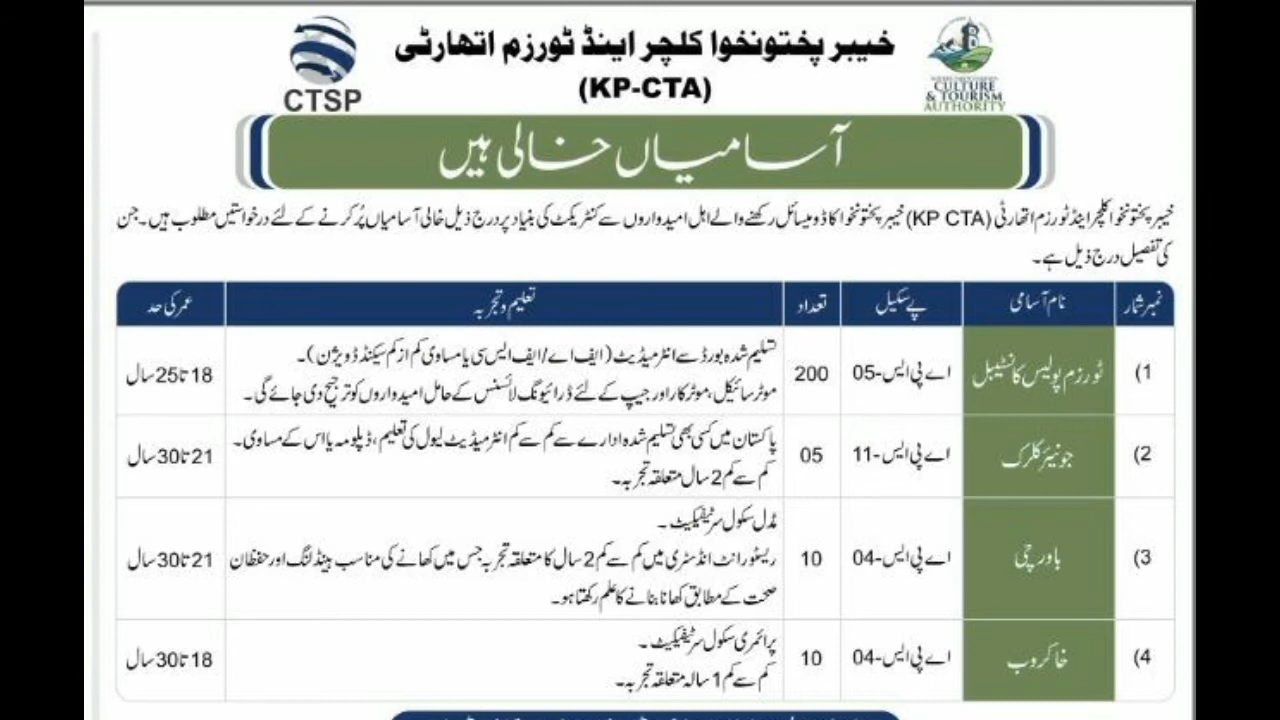 خیبر پختونخوا کلچر اینڈ ٹورزم اتھارٹی
(KP-CTA)
CTSP
CULTURE
& TOURISM
AUTHORITY
آسامیاں خالی ہیں
خیبر پختونخوا کلچر اینڈ ٹورزم اتھارٹی (KP CTA) خیبر پختونخوا کا ڈومیسائل رکھنے والے اہل امیدواروں سے کنٹریکٹ کی بنیاد پر درج ذیل خالی آسامیاں پُر کرنے کے لئے درخواستیں مطلوب ہیں۔ جن
کی تفصیل درج ذیل ہے۔
نمبر شمار نام آسامی پے سکیل تعداد تعلیم و تجربہ عمر کی حد
(1 ٹورزم پولیس کانسٹیبل اے پی ایس-05 200 تسلیم شدہ بورڈ سے انٹرمیڈیٹ (ایف اے/ایف ایس سی یا مساوی کم از کم سیکنڈ ڈویژن)۔
موٹر سائیکل، موٹر کار اور جیپ کے لئے ڈرائیونگ لائسنس کے حامل امیدواروں کو ترجیح دی جائے گی۔ 18 تا 25 سال
(2 جونیئر کلرک اے پی ایس-11 05 پاکستان میں کسی بھی تسلیم شدہ ادارے سے کم سے کم انٹرمیڈیٹ لیول کی تعلیم، ڈپلومہ یا اس کے مساوی۔
کم سے کم 2 سال متعلقہ تجربہ۔ 21 تا 30 سال
(3 باورچی اے پی ایس-04 10 مڈل سکول سرٹیفیکیٹ۔
ریسٹورانٹ انڈسٹری میں کم سے کم 2 سال کا متعلقہ تجربہ جس میں کھانے کی مناسب ہینڈلنگ اور حفظان
صحت کے مطابق کھانا بنانے کا علم رکھتا ہو۔ 21 تا 30 سال
(4 خاکروب اے پی ایس-04 10 پرائمری سکول سرٹیفیکیٹ۔
کم سے کم 1 سالہ متعلقہ تجربہ۔ 18 تا 30 سال